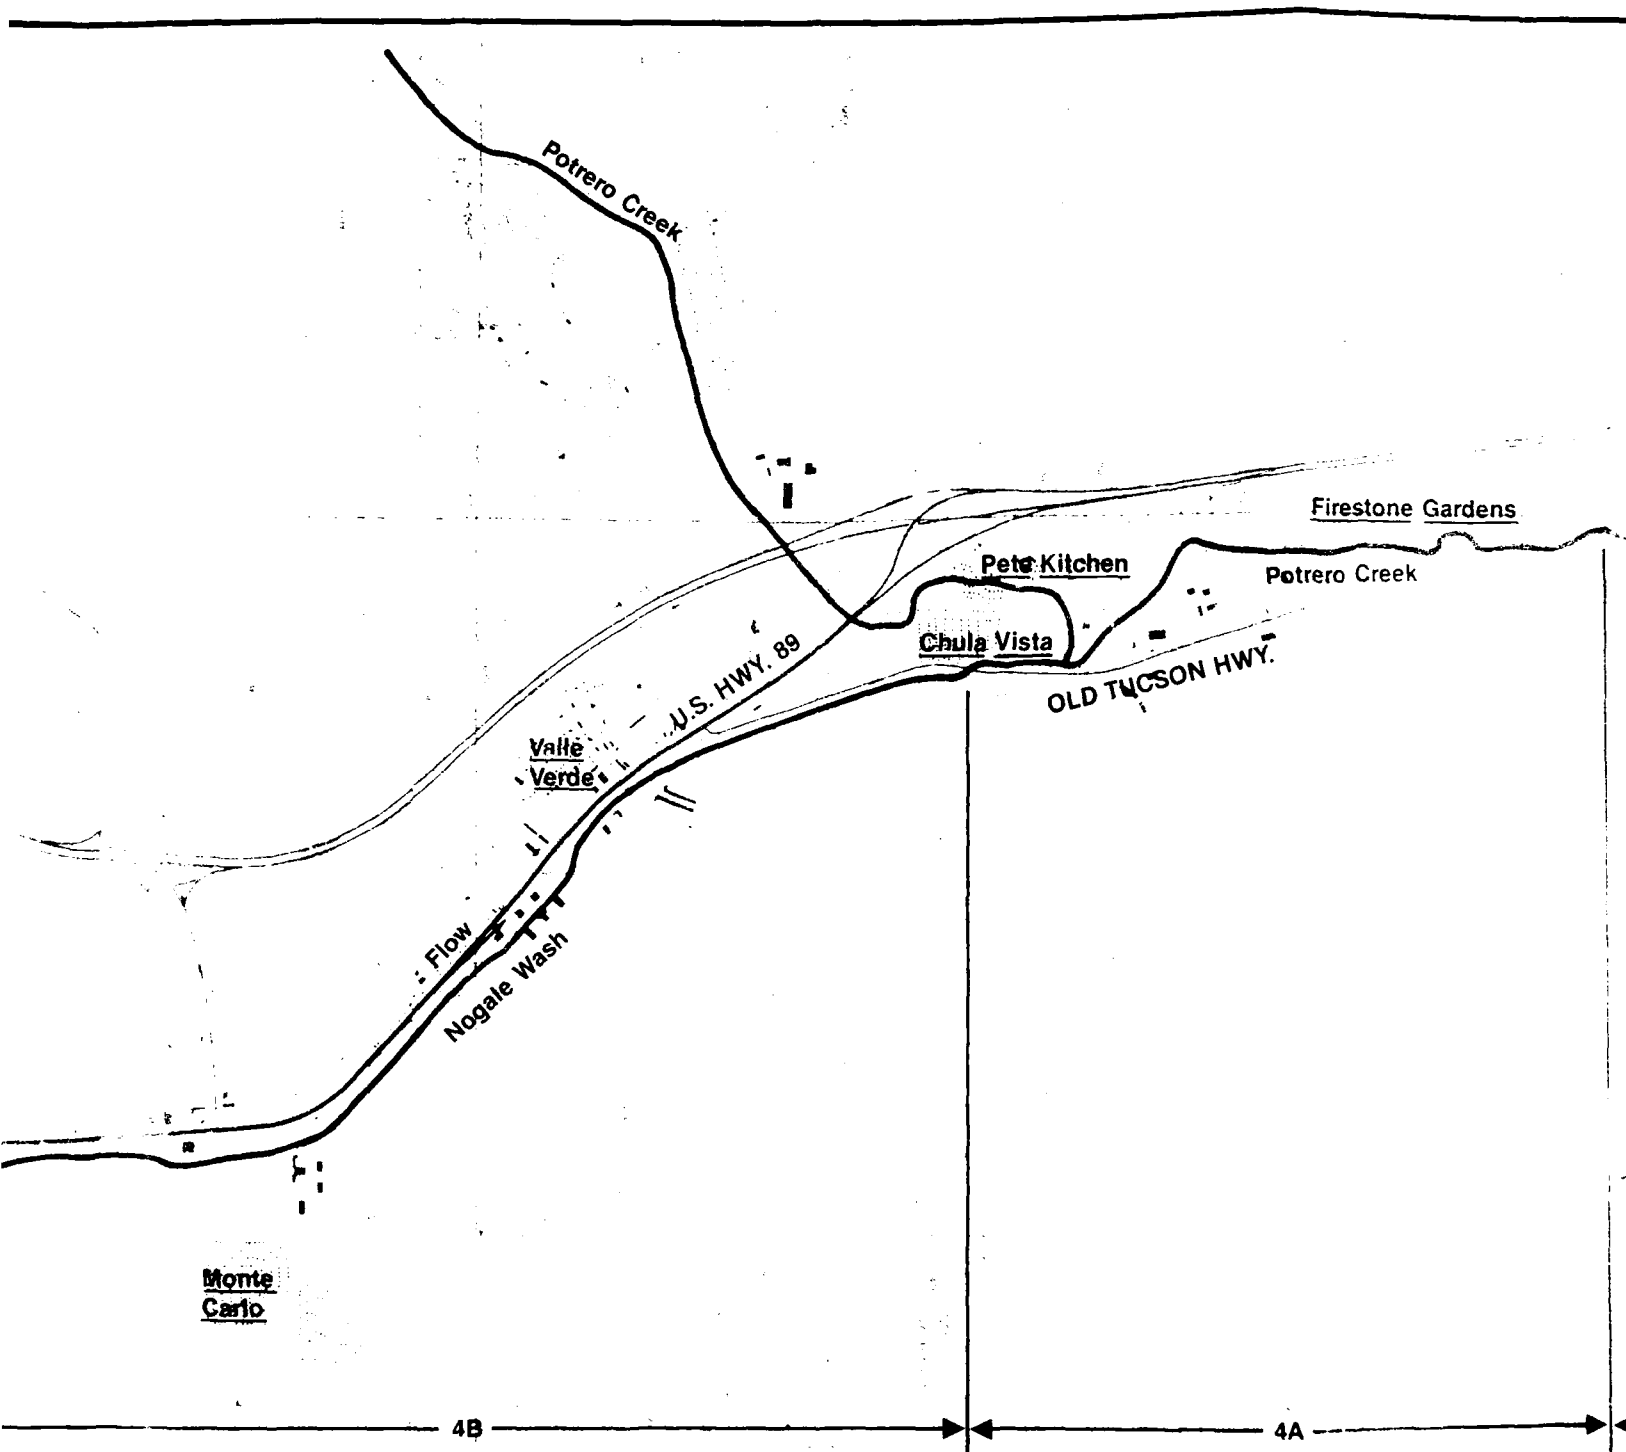 Potrero Creek
Firestone Gardens
Pete Kitchen
Potrero Creek
Chula Vista
U.S. HWY. 89
OLD TUCSON HWY.
Valle
Verde
Flow
Nogale Wash
Monte
Carlo
4B
4A